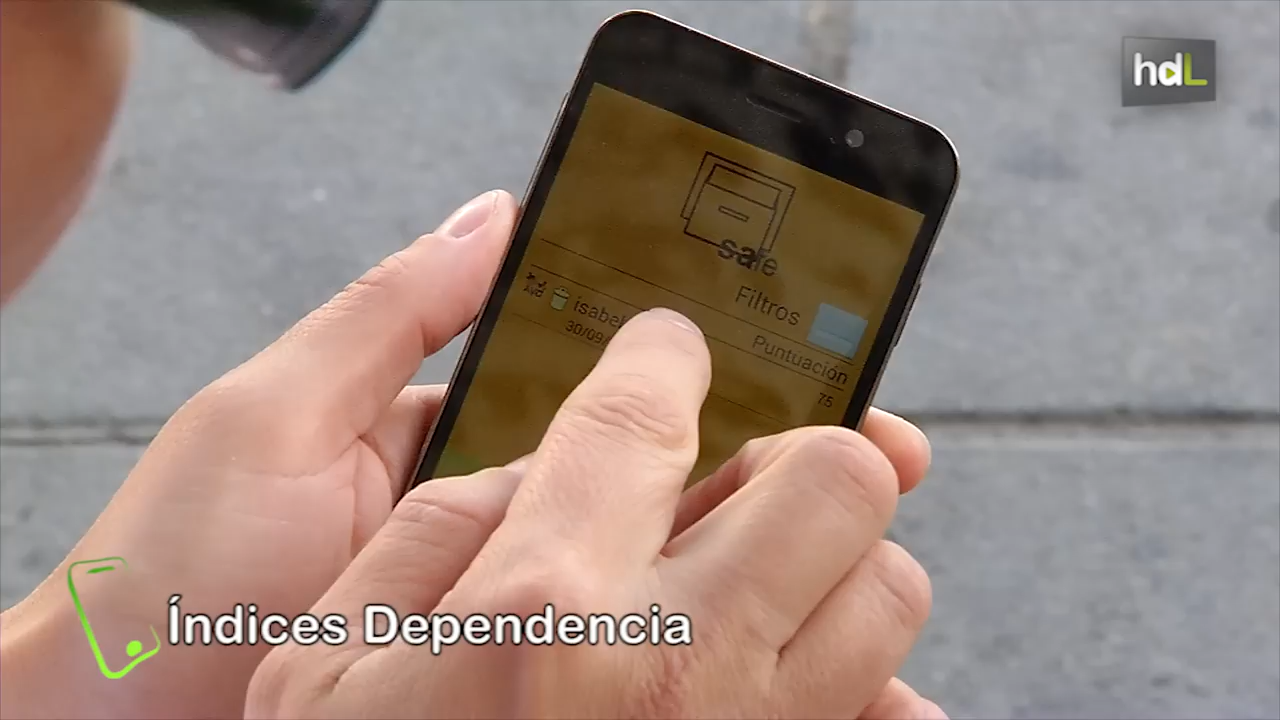 hdL
safe
Filtros
isabel
Puntuación
30/09/
75
Índices Dependencia